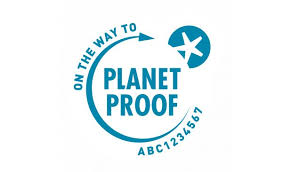 ON THE WAY TO
PLANET
PROOF
ABC1234567